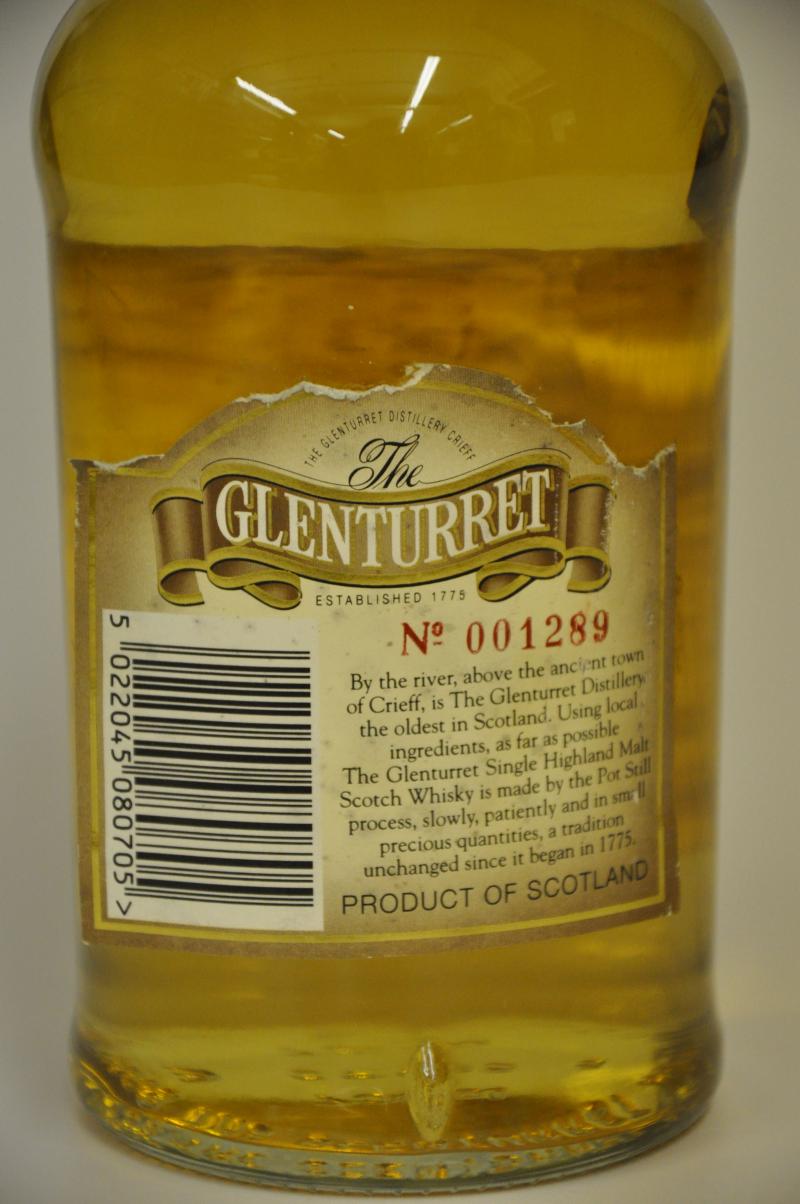 THE GLENTURRET DISTILLERY CRIEFF
The
GLENTURRET
ESTABLISHED 1775
Nº 001289
By the river, above the ancient town
of Crieff, is The Glenturret Distillery,
the oldest in Scotland. Using local
ingredients, as far as possible
The Glenturret Single Highland Malt
Scotch Whisky is made by the Pot Still
process, slowly, patiently and in small
precious quantities, a tradition
unchanged since it began in 1775.
PRODUCT OF SCOTLAND
5 022045 080705 >